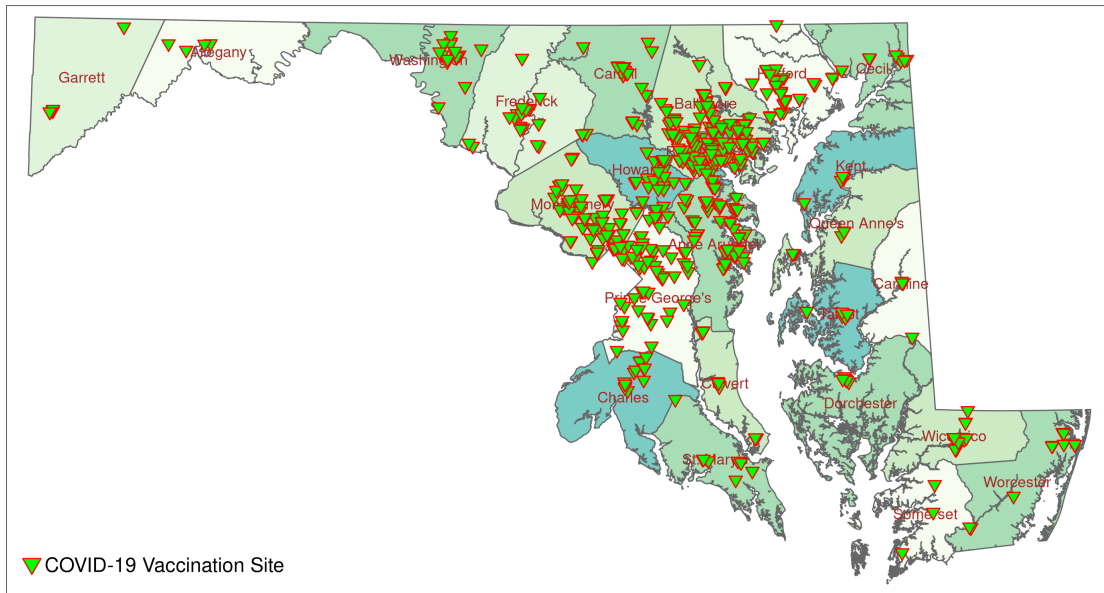 Garrett
Allegany
Washington
Frederick
Carroll
Baltimore
Harford
Cecil
Howard
Kent
Montgomery
Queen Anne's
Anne Arundel
Caroline
Prince George's
Talbot
Calvert
Charles
Dorchester
Wicomico
St. Mary's
Worcester
Somerset
COVID-19 Vaccination Site